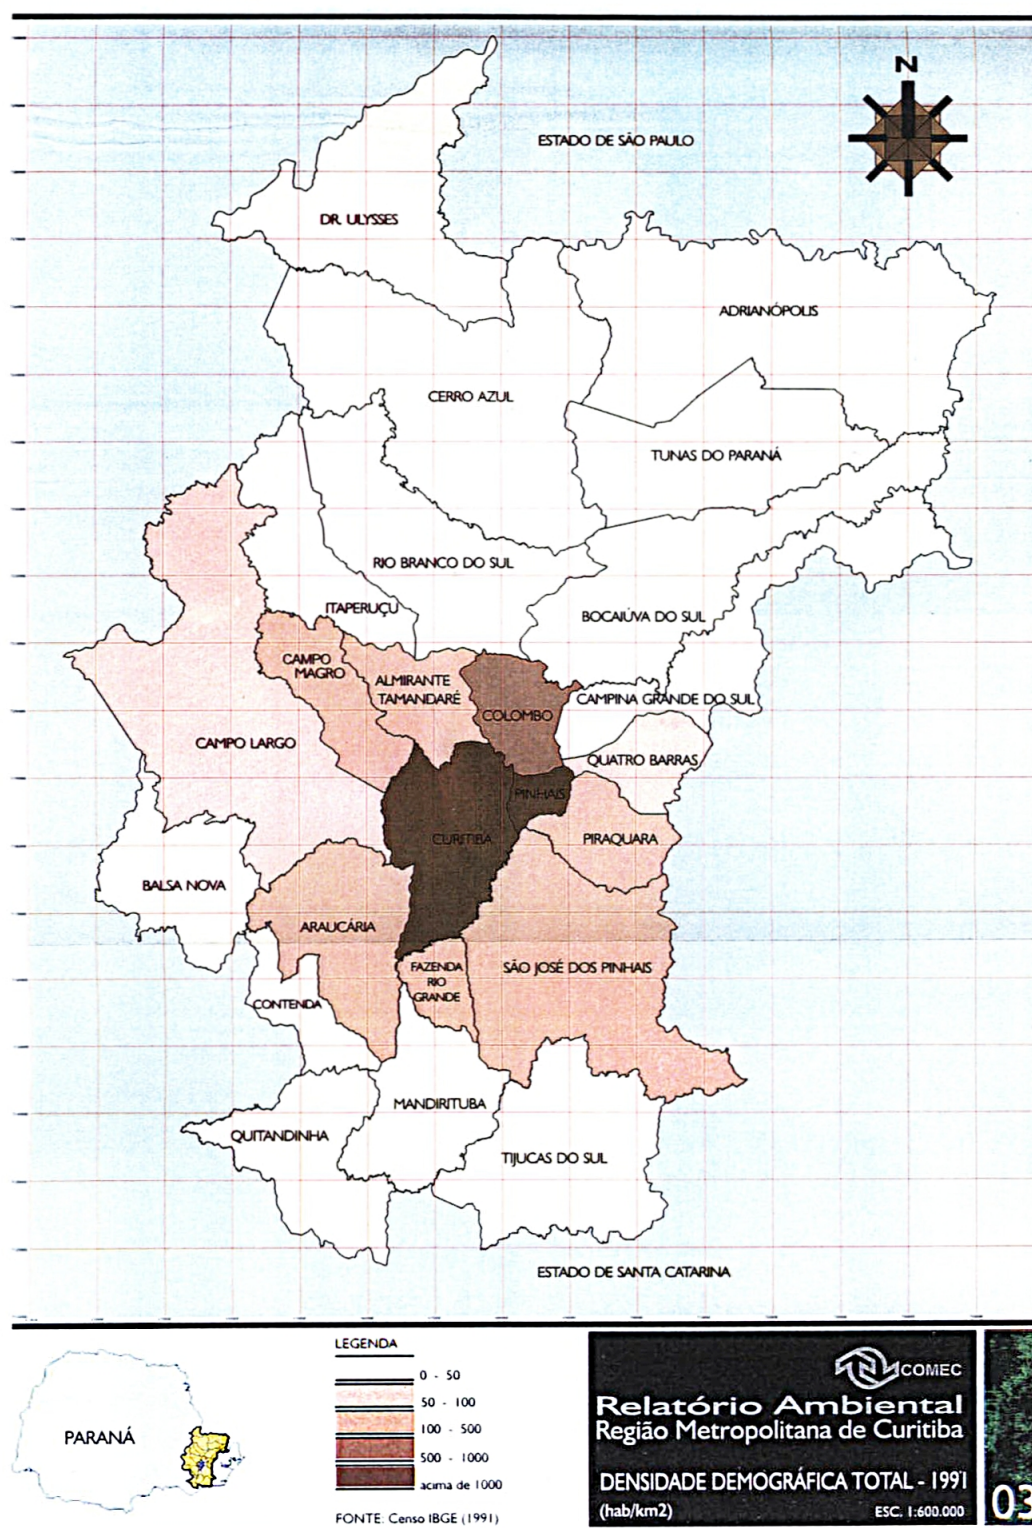 N
ESTADO DE SÃO PAULO
DR. ULYSSES
ADRIANÓPOLIS
CERRO AZUL
TUNAS DO PARANÁ
RIO BRANCO DO SUL
ITAPERUÇU
BOCAIÚVA DO SUL
CAMPO
MAGRO
ALMIRANTE
TAMANDARÉ
CAMPINA GRANDE DO SUL
COLOMBO
CAMPO LARGO
QUATRO BARRAS
PINHAIS
CURITIBA
PIRAQUARA
BALSA NOVA
ARAUCÁRIA
FAZENDA
RIO
GRANDE
SÃO JOSÉ DOS PINHAIS
CONTENDA
MANDIRITUBA
QUITANDINHA
TIJUCAS DO SUL
ESTADO DE SANTA CATARINA
PARANÁ
LEGENDA
0 - 50
50 - 100
100 - 500
500 - 1000
acima de 1000
FONTE: Censo IBGE (1991)
COMEC
Relatório Ambiental
Região Metropolitana de Curitiba
DENSIDADE DEMOGRÁFICA TOTAL - 1991
(hab/km2)
ESC. 1:600.000
03